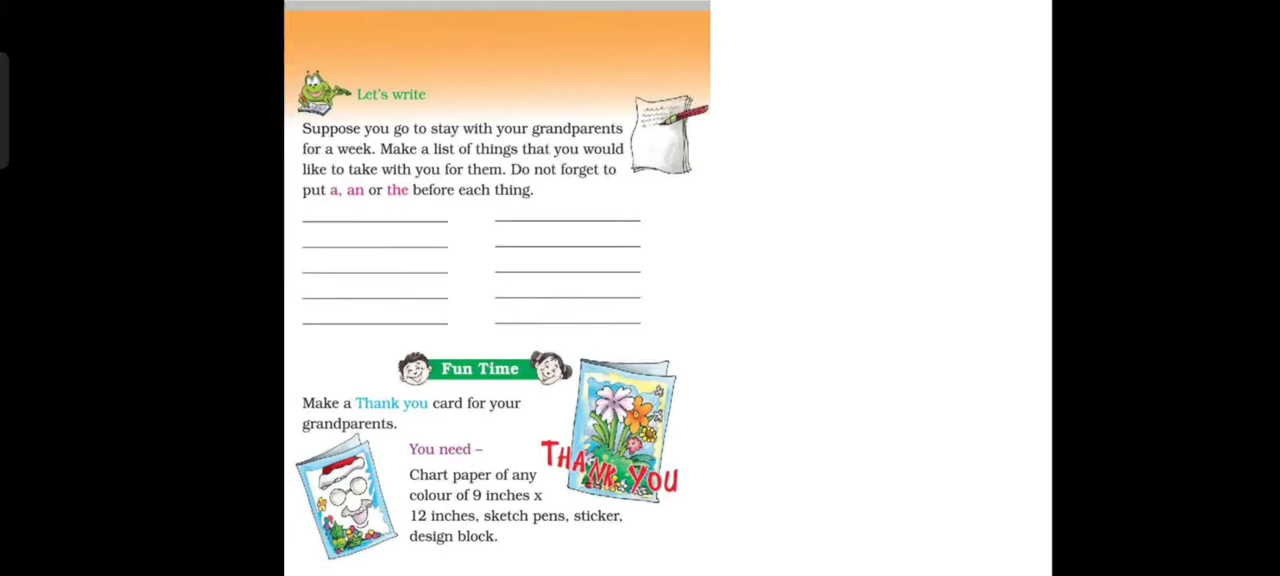 Let's write
Suppose you go to stay with your grandparents
for a week. Make a list of things that you would
like to take with you for them. Do not forget to
put a, an or the before each thing.
Fun Time
Make a Thank you card for your
grandparents.
You need –
Chart paper of any
colour of 9 inches x
12 inches, sketch pens, sticker,
design block.
THANK YOU